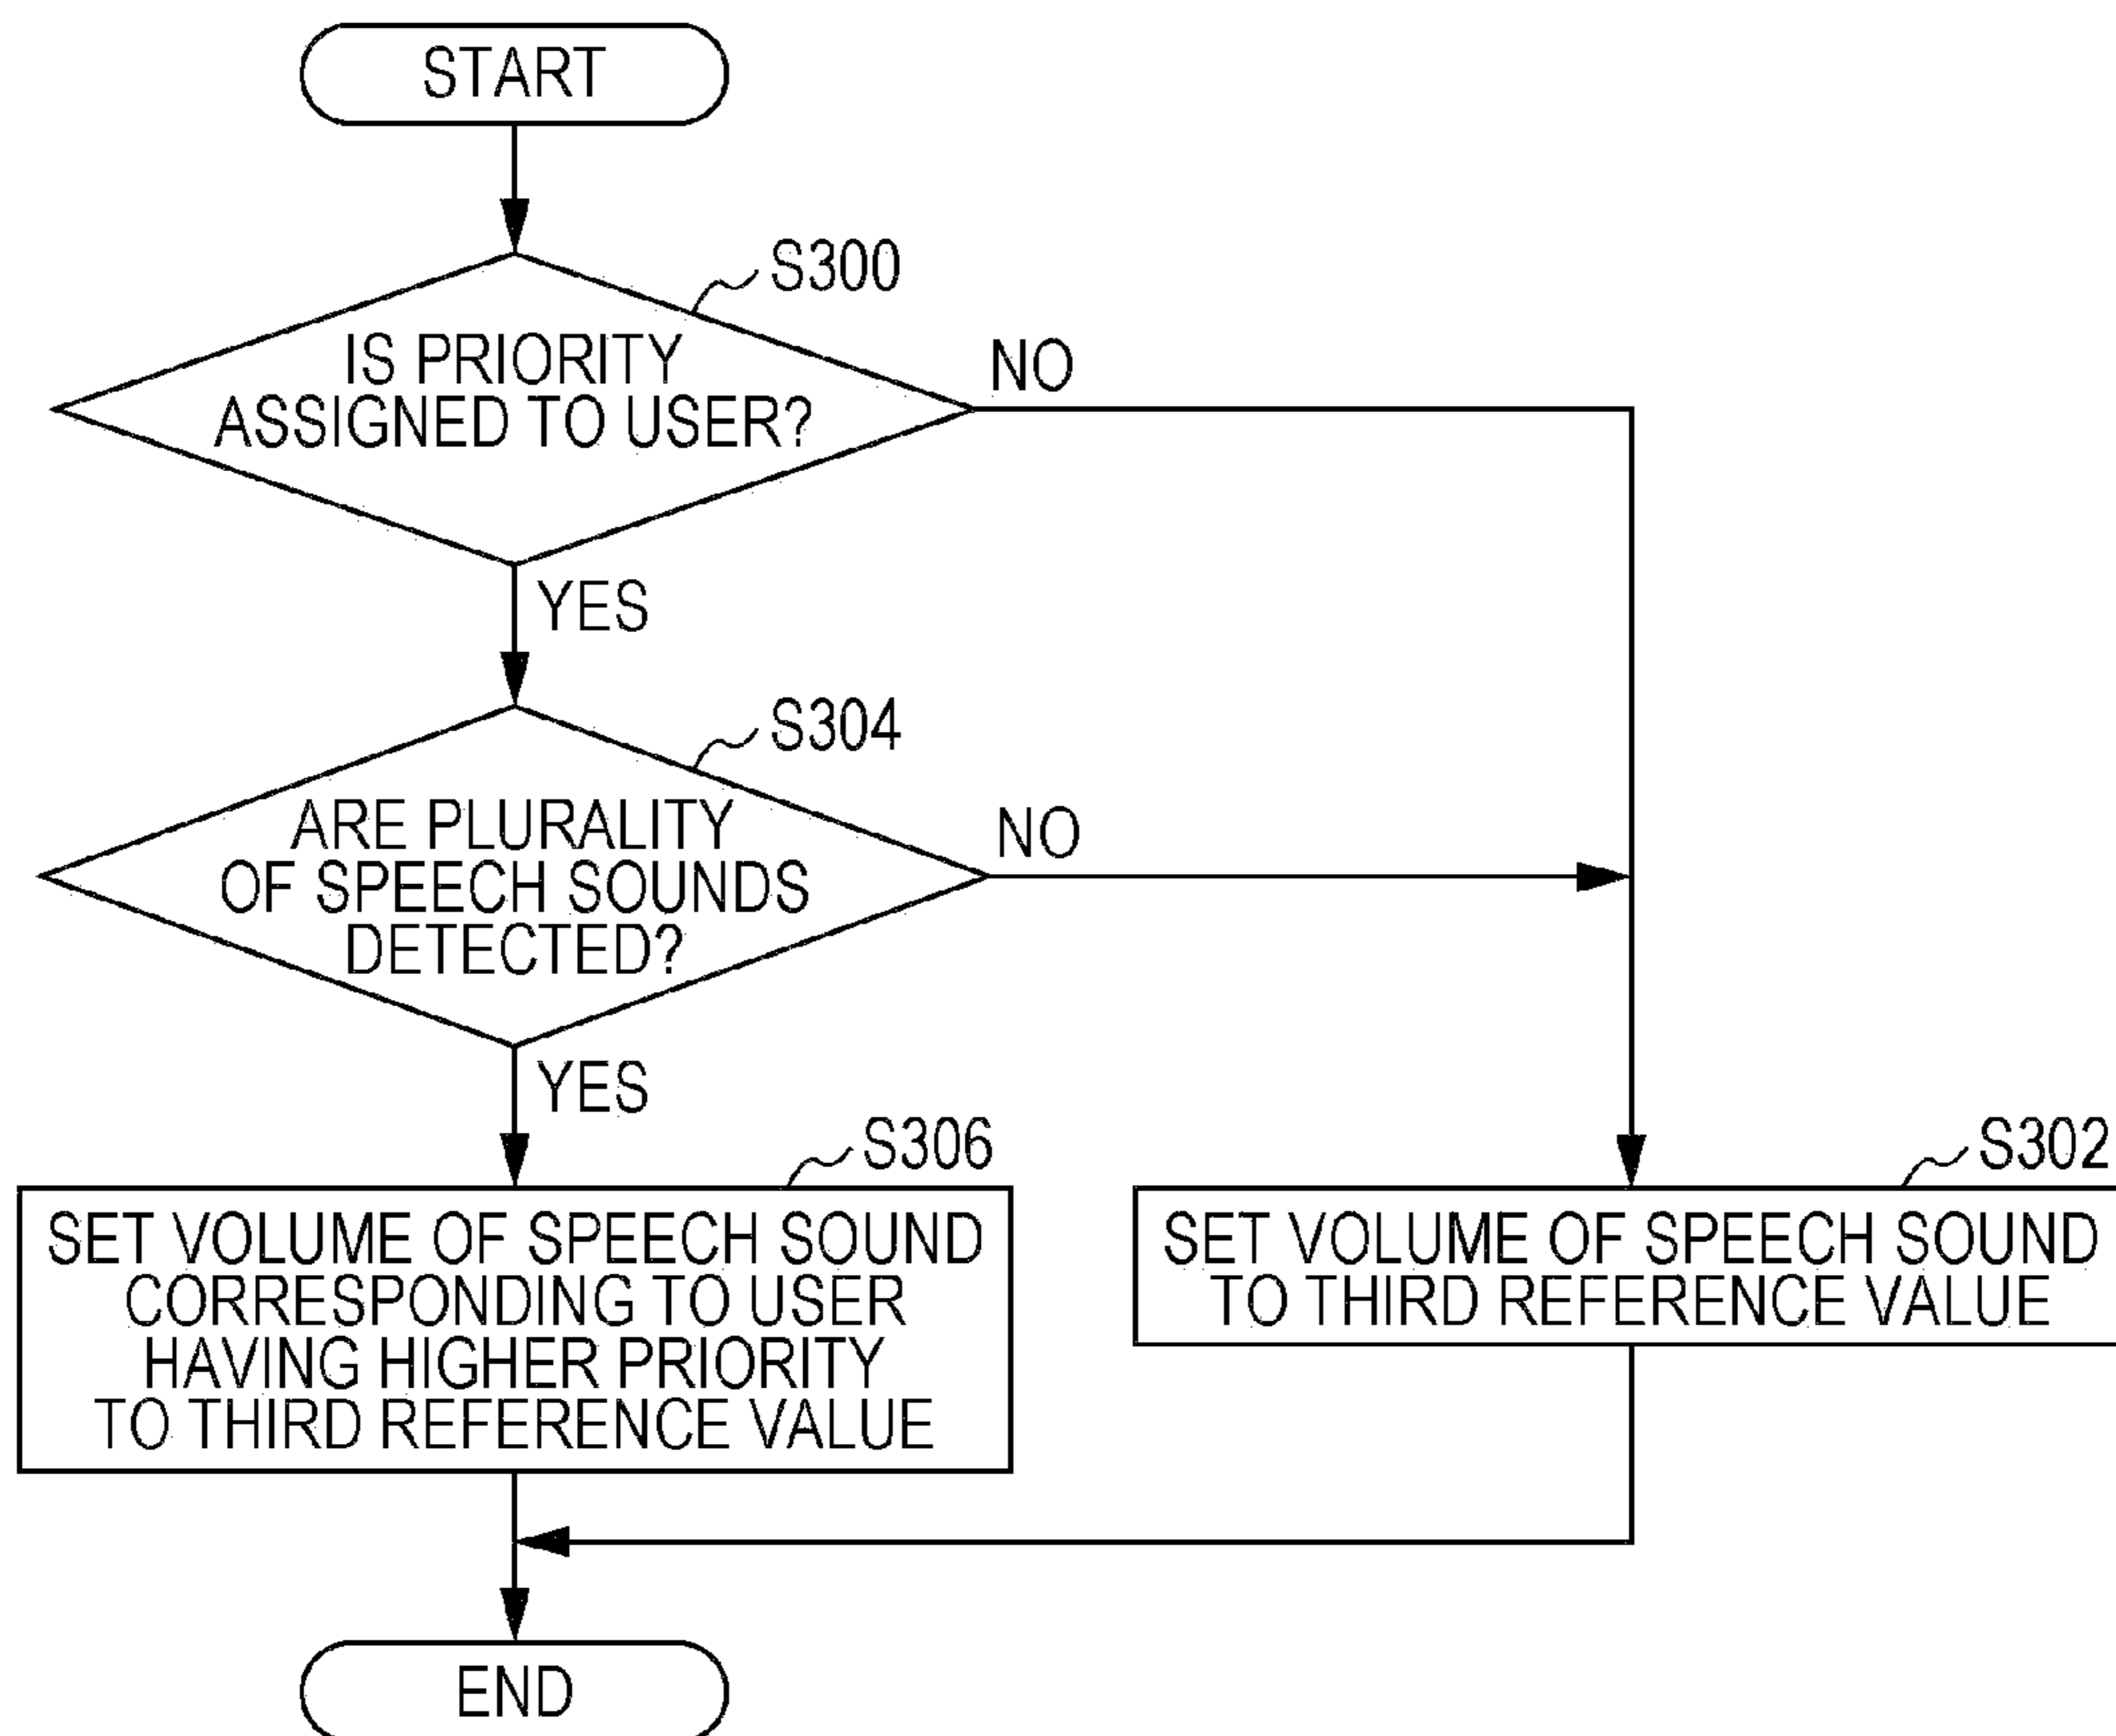 START
S300
IS PRIORITY
ASSIGNED TO USER?
NO
YES
S304
ARE PLURALITY
OF SPEECH SOUNDS
DETECTED?
NO
YES
S306
SET VOLUME OF SPEECH SOUND
CORRESPONDING TO USER
HAVING HIGHER PRIORITY
TO THIRD REFERENCE VALUE
S302
SET VOLUME OF SPEECH SOUND
TO THIRD REFERENCE VALUE
END